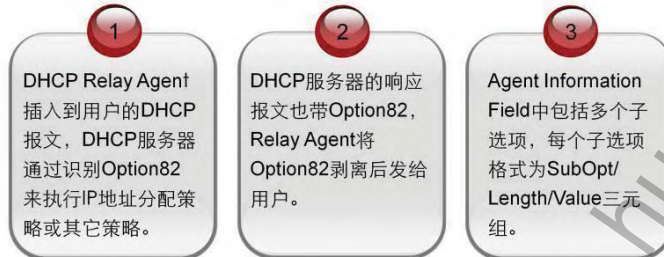 1
DHCP Relay Agent
插入到用户的DHCP
报文，DHCP服务器
通过识别Option82
来执行IP地址分配策
略或其它策略。
2
DHCP服务器的响应
报文也带Option82，
Relay Agent将
Option82剥离后发给
用户。
3
Agent Information
Field中包括多个子
选项，每个子选项
格式为SubOpt/
Length/Value三元
组。